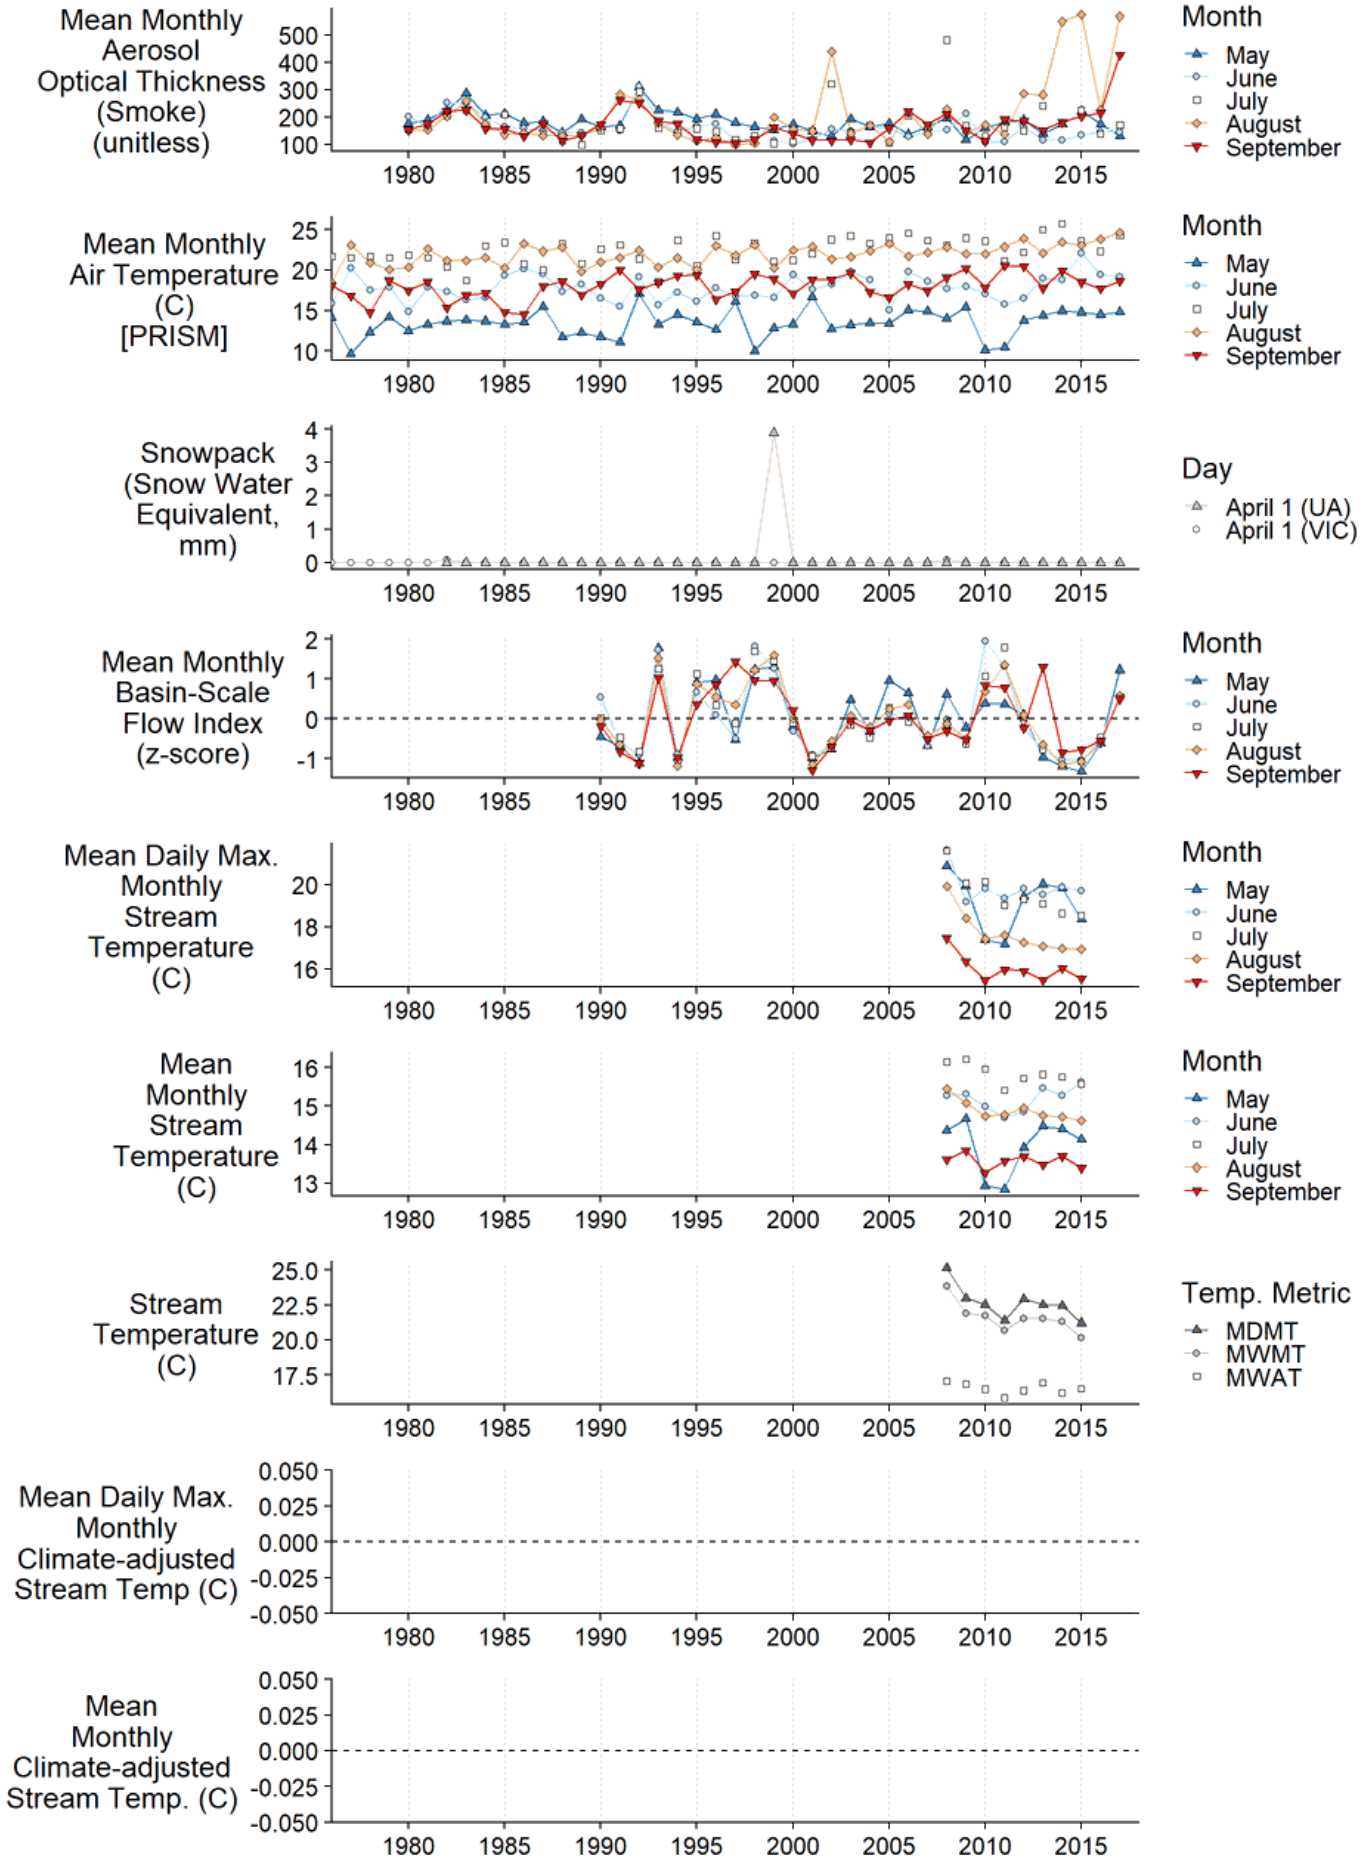 Mean Monthly
Aerosol
Optical Thickness
(Smoke)
(unitless)
500
400
300
200
100
1980 1985 1990 1995 2000 2005 2010 2015
Month
May
June
July
August
September
Mean Monthly
Air Temperature
(C)
[PRISM]
25
20
15
10
1980 1985 1990 1995 2000 2005 2010 2015
Month
May
June
July
August
September
Snowpack
(Snow Water
Equivalent,
mm)
4
3
2
1
0
1980 1985 1990 1995 2000 2005 2010 2015
Day
April 1 (UA)
April 1 (VIC)
Mean Monthly
Basin-Scale
Flow Index
(z-score)
2
1
0
-1
1980 1985 1990 1995 2000 2005 2010 2015
Month
May
June
July
August
September
Mean Daily Max.
Monthly
Stream
Temperature
(C)
20
18
16
1980 1985 1990 1995 2000 2005 2010 2015
Month
May
June
July
August
September
Mean
Monthly
Stream
Temperature
(C)
16
15
14
13
1980 1985 1990 1995 2000 2005 2010 2015
Month
May
June
July
August
September
Stream
Temperature
(C)
25.0
22.5
20.0
17.5
1980 1985 1990 1995 2000 2005 2010 2015
Temp. Metric
MDMT
MWMT
MWAT
Mean Daily Max.
Monthly
Climate-adjusted
Stream Temp (C)
0.050
0.025
0.000
-0.025
-0.050
1980 1985 1990 1995 2000 2005 2010 2015
Mean
Monthly
Climate-adjusted
Stream Temp. (C)
0.050
0.025
0.000
-0.025
-0.050
1980 1985 1990 1995 2000 2005 2010 2015